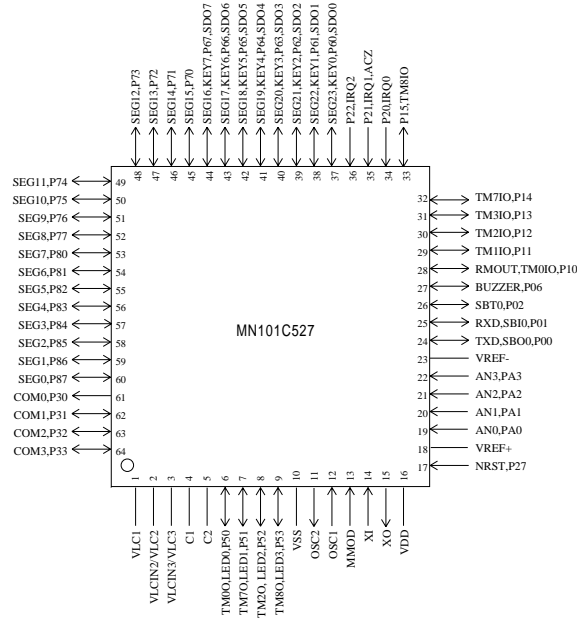 SEG12,P73
SEG13,P72
SEG14,P71
SEG15,P70
SEG16,KEY7,P67,SDO7
SEG17,KEY6,P66,SDO6
SEG18,KEY5,P65,SDO5
SEG19,KEY4,P64,SDO4
SEG20,KEY3,P63,SDO3
SEG21,KEY2,P62,SDO2
SEG22,KEY1,P61,SDO1
SEG23,KEY0,P60,SDO0
P22,IRQ2
P21,IRQ1,ACZ
P20,IRQ0
P15,TM8IO
48
47
46
45
44
43
42
41
40
39
38
37
36
35
34
33
SEG11,P74 49
SEG10,P75 50
SEG9,P76 51
SEG8,P77 52
SEG7,P80 53
SEG6,P81 54
SEG5,P82 55
SEG4,P83 56
SEG3,P84 57
SEG2,P85 58
SEG1,P86 59
SEG0,P87 60
COM0,P30 61
COM1,P31 62
COM2,P32 63
COM3,P33 64
MN101C527
32 TM7IO,P14
31 TM3IO,P13
30 TM2IO,P12
29 TM1IO,P11
28 RMOUT,TM0IO,P10
27 BUZZER,P06
26 SBT0,P02
25 RXD,SBI0,P01
24 TXD,SBO0,P00
23 VREF-
22 AN3,PA3
21 AN2,PA2
20 AN1,PA1
19 AN0,PA0
18 VREF+
17 NRST,P27
1
2
3
4
5
6
7
8
9
10
11
12
13
14
15
16
VLC1
VLCIN2/VLC2
VLCIN3/VLC3
C1
C2
TM0O,LED0,P50
TM7O,LED1,P51
TM2O, LED2,P52
TM8O,LED3,P53
VSS
OSC2
OSC1
MMOD
XI
XO
VDD